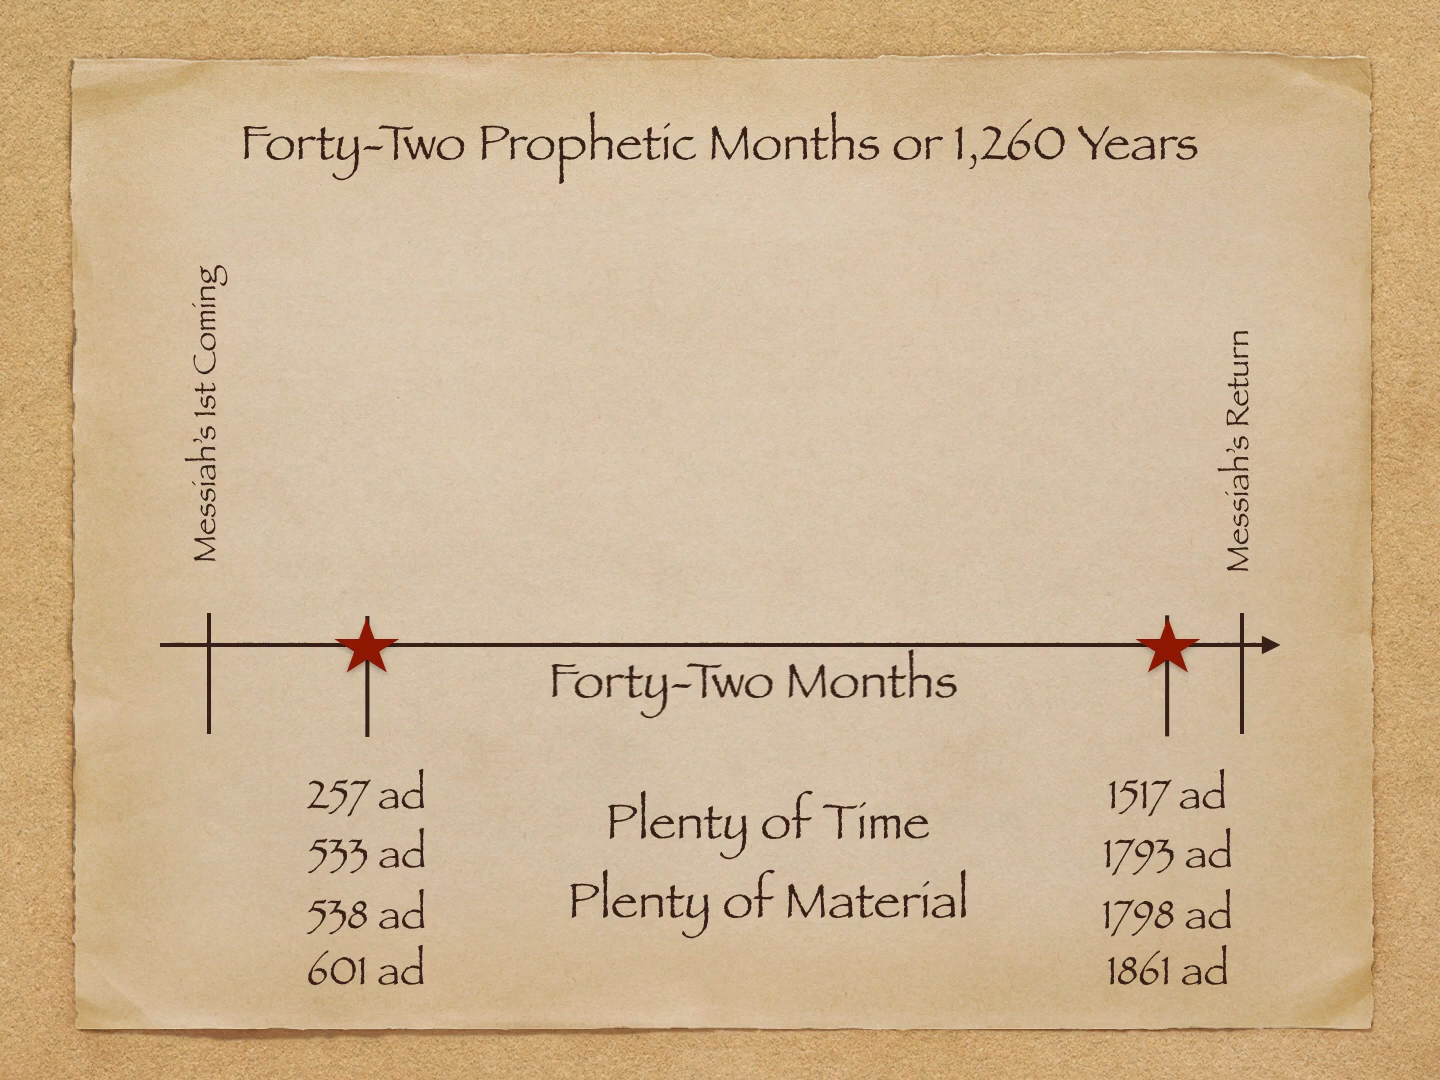 Forty-Two Prophetic Months or 1,260 Years
Messiah's 1st Coming
Messiah's Return
Forty-Two Months
257 ad
533 ad
538 ad
601 ad
Plenty of Time
Plenty of Material
1517 ad
1793 ad
1798 ad
1861 ad